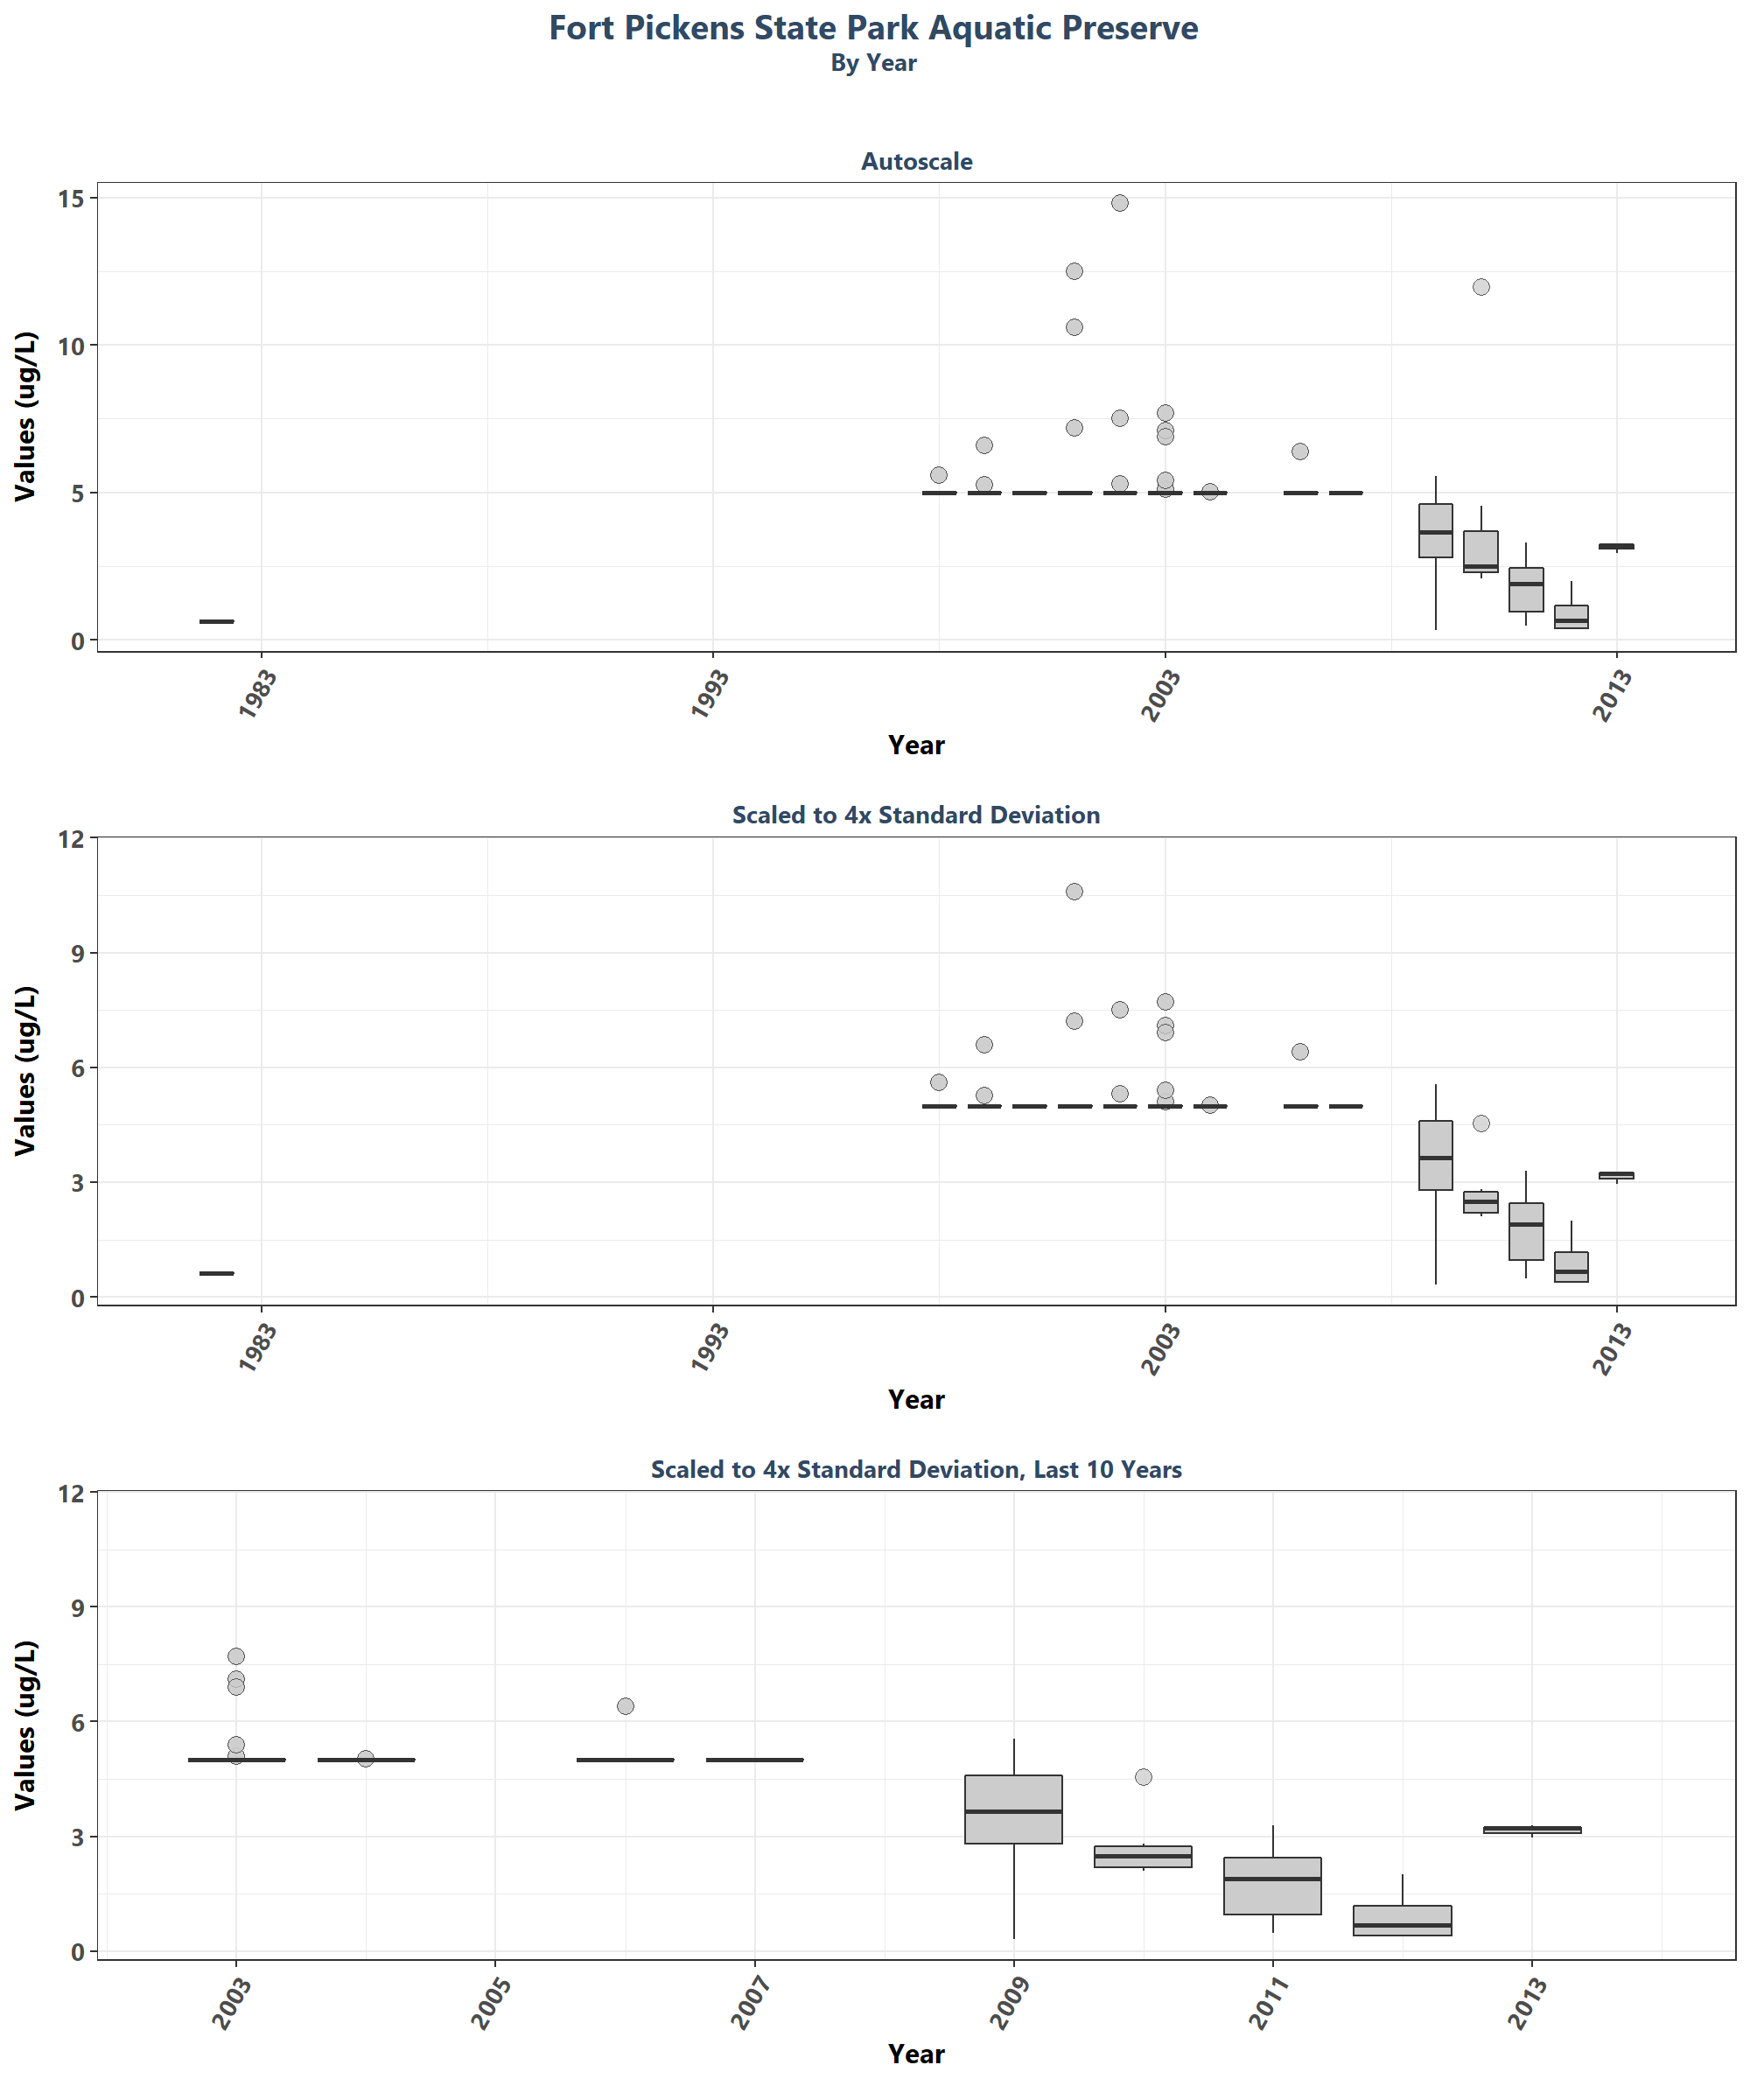 Fort Pickens State Park Aquatic Preserve
By Year
Autoscale
Values (ug/L)
15
10
5
0
1983
1993
2003
2013
Year
Scaled to 4x Standard Deviation
Values (ug/L)
12
9
6
3
0
1983
1993
2003
2013
Year
Scaled to 4x Standard Deviation, Last 10 Years
Values (ug/L)
12
9
6
3
0
2003
2005
2007
2009
2011
2013
Year